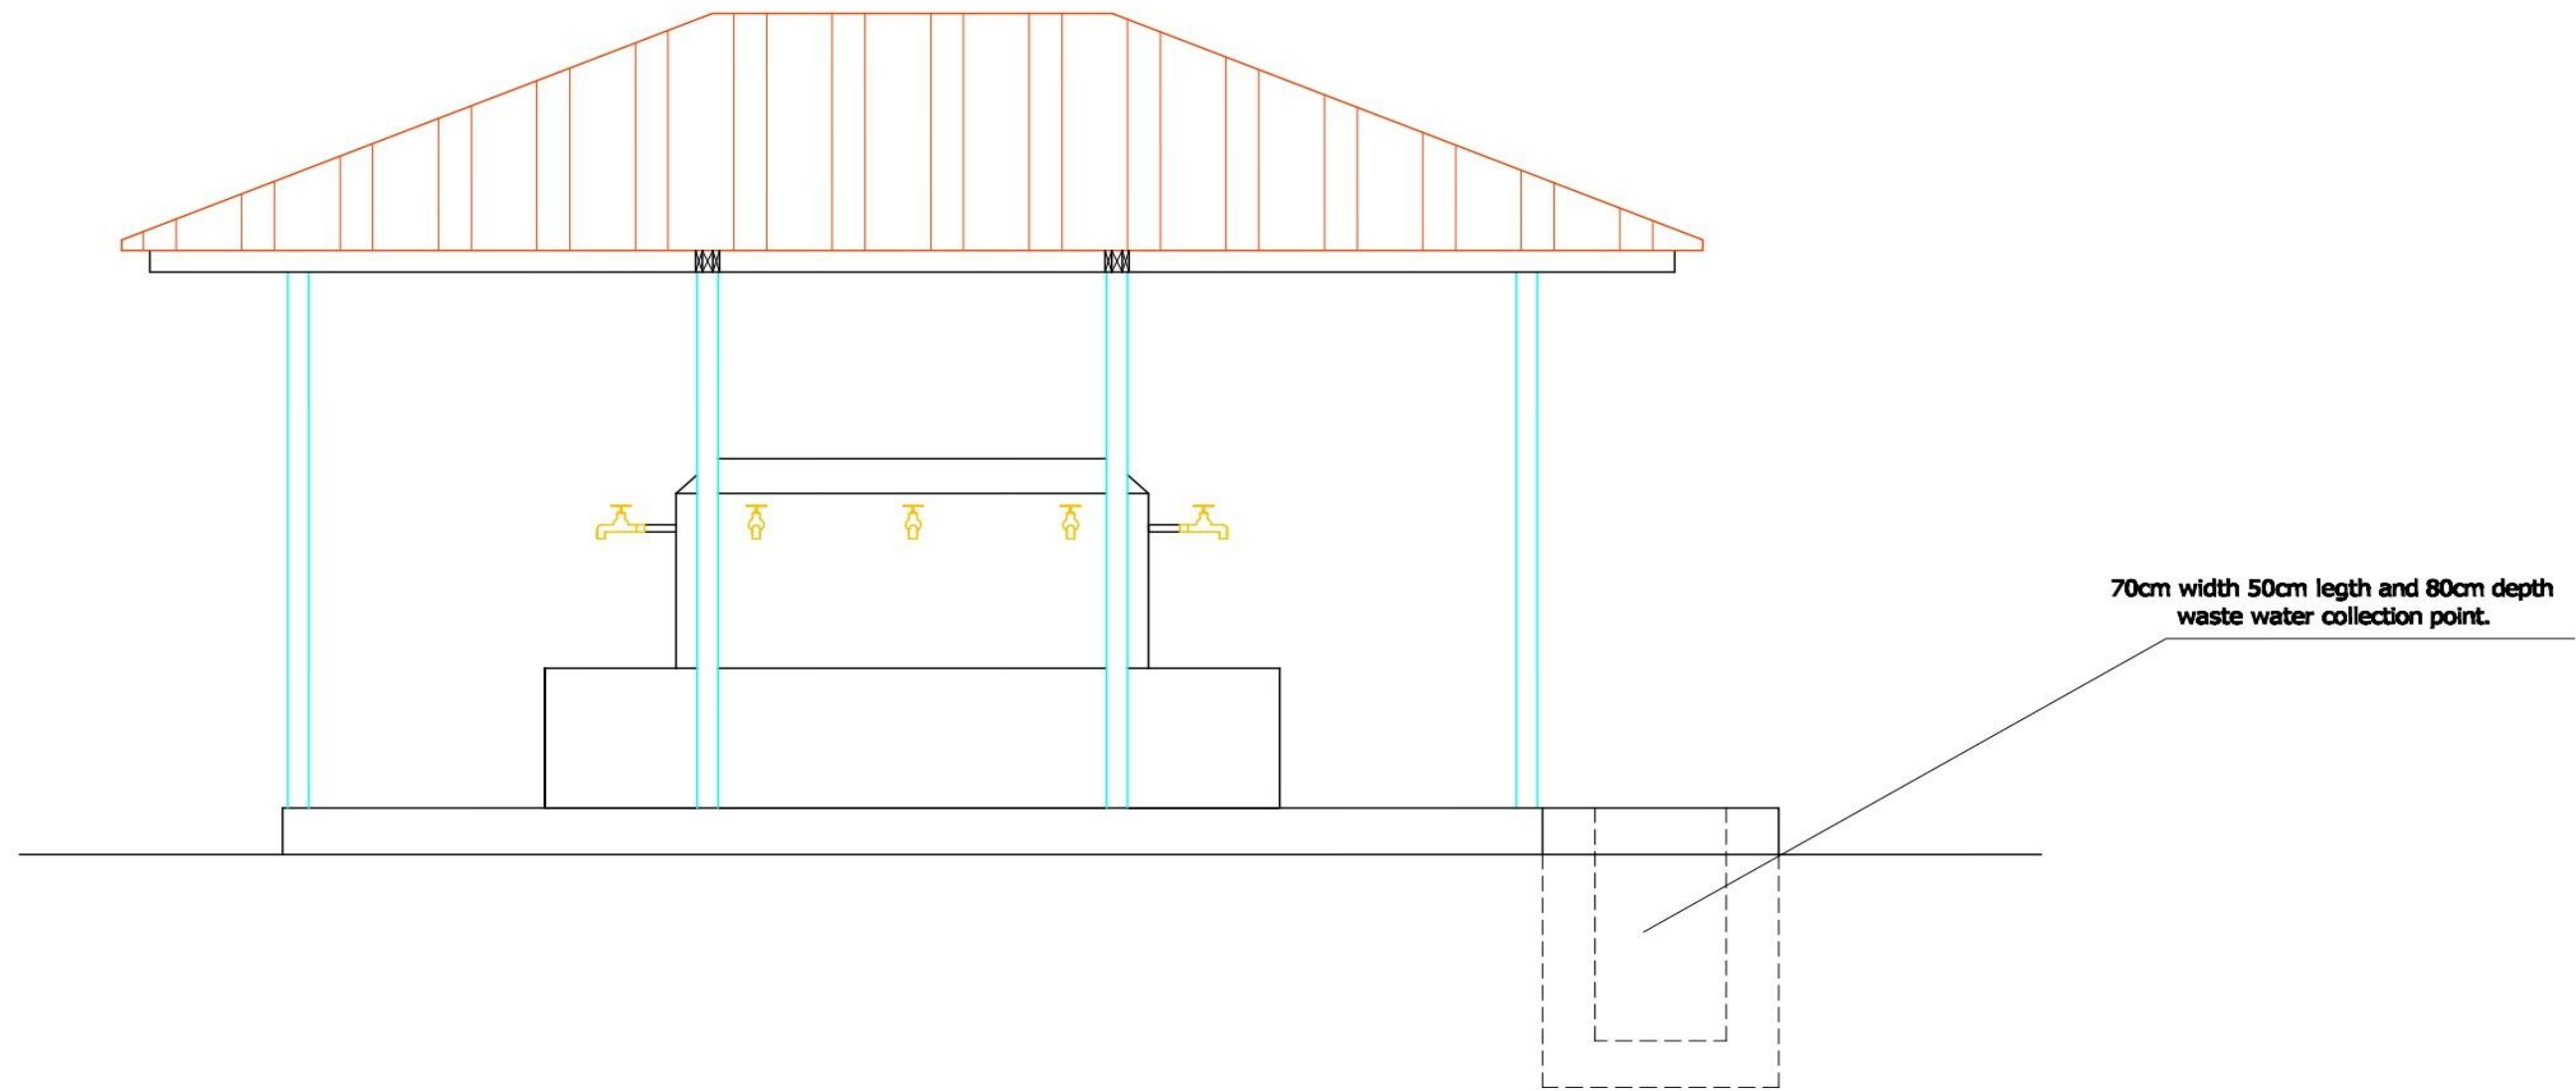 70cm width 50cm legth and 80cm depth
waste water collection point.